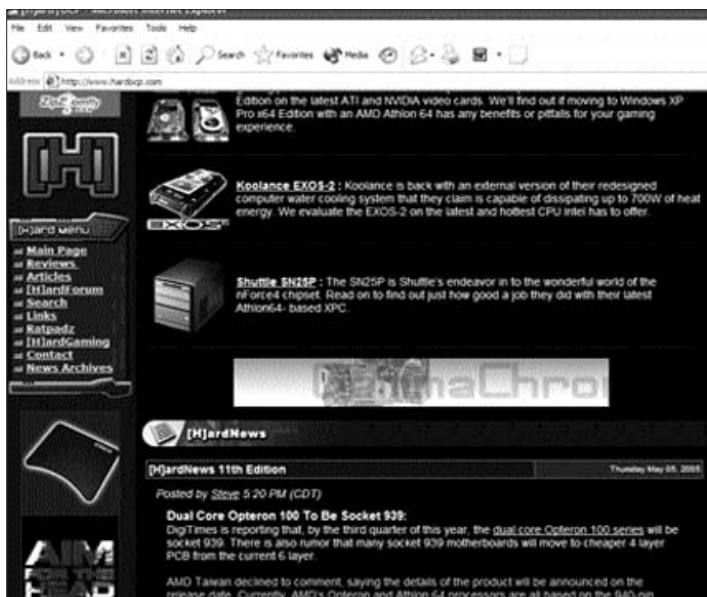 [H]ard|OCP - Microsoft Internet Explorer
File Edit View Favorites Tools Help
Back Search Favorites Media
Address http://www.hardocp.com
Edition on the latest ATI and NVIDIA video cards. We'll find out if moving to Windows XP
Pro x64 Edition with an AMD Athlon 64 has any benefits or pitfalls for your gaming
experience.
[H]
Koolance EXOS-2 : Koolance is back with an external version of their redesigned
computer water cooling system that they claim is capable of dissipating up to 700W of heat
energy. We evaluate the EXOS-2 on the latest and hottest CPU Intel has to offer.
EXOS
[H]ard Menu
Main Page
Reviews
Articles
[H]ardForum
Search
Links
Ratpadz
[H]ardGaming
Contact
News Archives
Shuttle SN25P : The SN25P is Shuttle's endeavor in to the wonderful world of the
nForce4 chipset. Read on to find out just how good a job they did with their latest
Athlon64- based XPC.
[H]ardNews
[H]ardNews 11th Edition
Thursday May 05, 2005
Posted by Steve 5:20 PM (CDT)
Dual Core Opteron 100 To Be Socket 939:
DigiTimes is reporting that, by the third quarter of this year, the dual core Opteron 100 series will be
socket 939. There is also rumor that many socket 939 motherboards will move to cheaper 4 layer
PCB from the current 6 layer.
AMD Taiwan declined to comment, saying the details of the product will be announced on the
release date. Currently, AMD's Opteron and Athlon 64 processors are all based on the 940-pin
AIM
FOR THE
HEAD